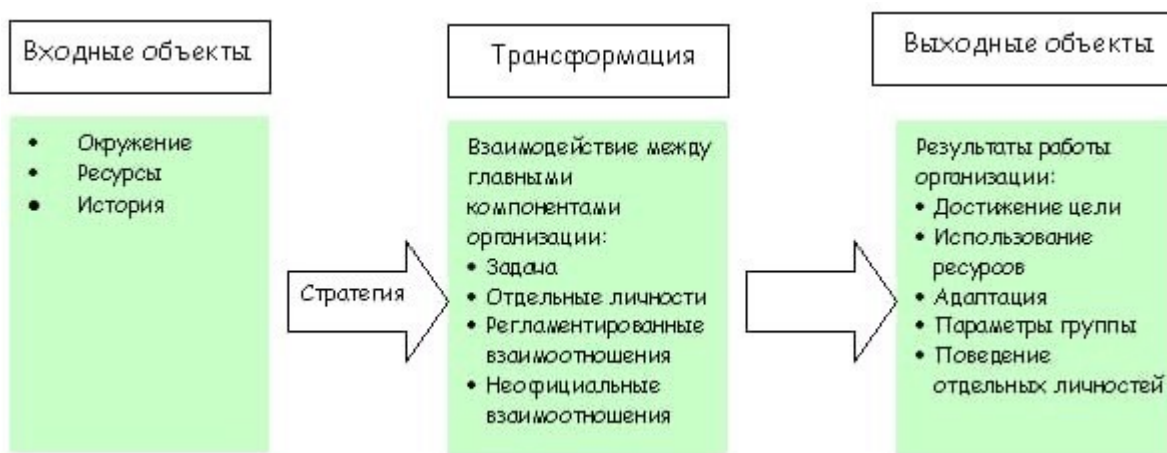 Входные объекты
• Окружение
• Ресурсы
• История
Стратегия
Трансформация
Взаимодействие между
главными
компонентами
организации:
• Задача
• Отдельные личности
• Регламентированные
взаимоотношения
• Неофициальные
взаимоотношения
Выходные объекты
Результаты работы
организации:
• Достижение цели
• Использование
ресурсов
• Адаптация
• Параметры группы
• Поведение
отдельных личностей